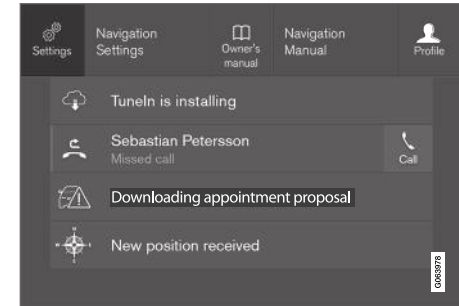 Settings
Navigation
Settings
Owner's
manual
Navigation
Manual
Profile
TuneIn is installing
Sebastian Petersson
Missed call
Call
Downloading appointment proposal
New position received
G063978